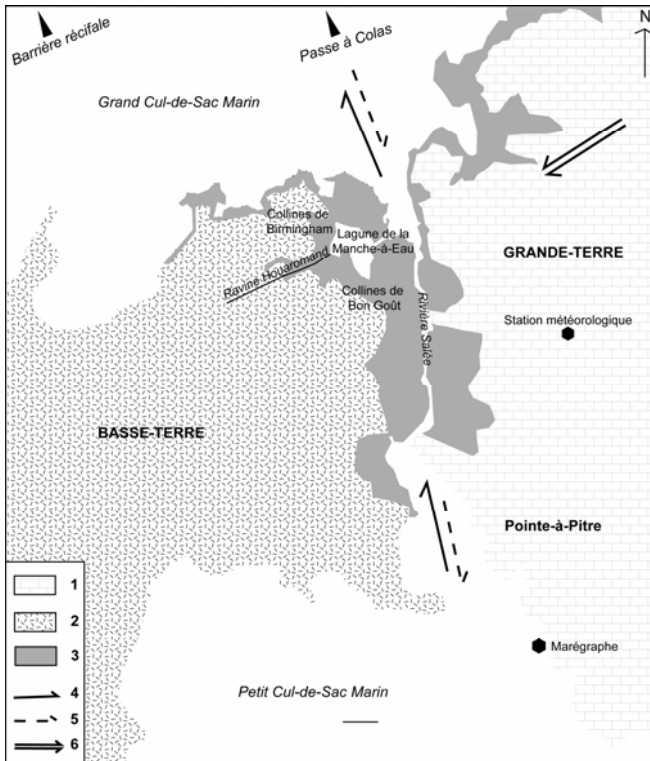 N
Barrière récifale
Passe à Colas
Grand Cul-de-Sac Marin
Collines de
Birmingham
Lagune de la
Manche-à-Eau
GRANDE-TERRE
Ravine Houaromand
Collines de
Bon Goût
Rivière Salée
Station météorologique
BASSE-TERRE
Pointe-à-Pitre
1
2
3
4
5
6
Marégraphe
Petit Cul-de-Sac Marin